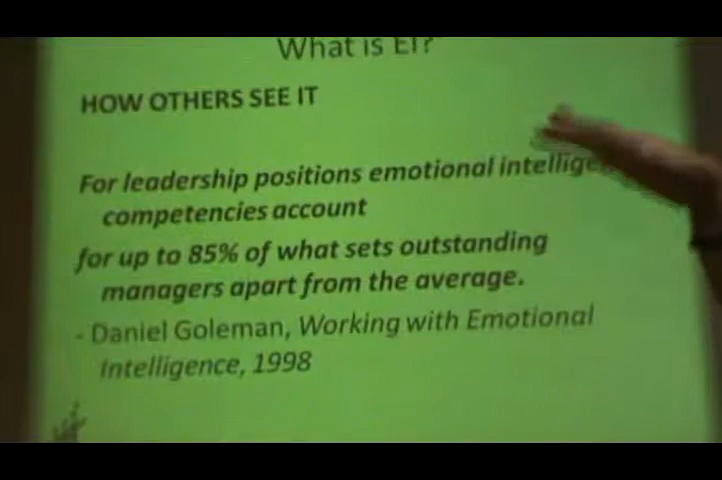 What is EI?
HOW OTHERS SEE IT
For leadership positions emotional
competencies account
for up to 85% of what sets outstanding
managers apart from the average.
- Daniel Goleman, Working with Emotional
Intelligence, 1998